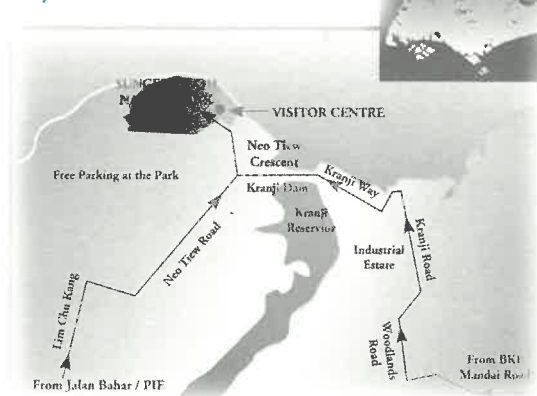 VISITOR CENTRE
Neo Tiew
Crescent
Free Parking at the Park
Kranji Way
Kranji Dam
Kranji
Reservoir
Kranji Road
Industrial
Estate
Neo Tiew Road
Lim Chu Kang
Woodlands
Road
From BKE
Mandai Road
From Jalan Bahar / PIE